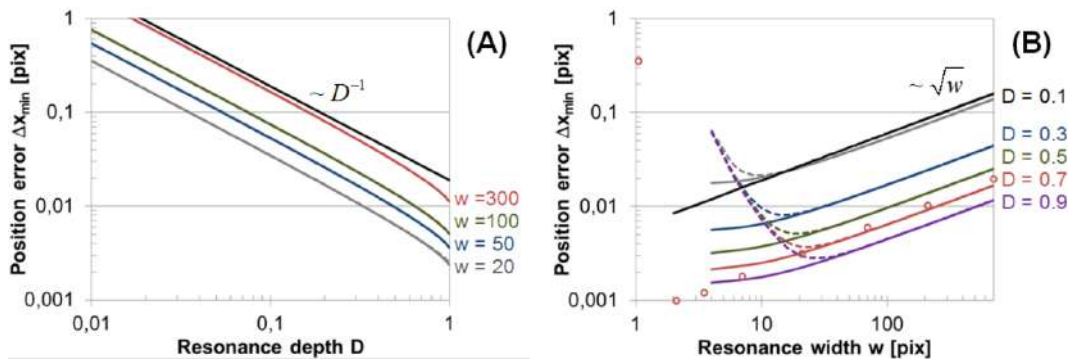 1
0,1
0,01
0,001
Position error Δx_min [pix]
(A)
~ D⁻¹
w =300
w =100
w = 50
w = 20
0,01
0,1
1
Resonance depth D
1
0,1
0,01
0,001
Position error Δx_min [pix]
(B)
~ √w
D = 0.1
D = 0.3
D = 0.5
D = 0.7
D = 0.9
1
10
100
Resonance width w [pix]